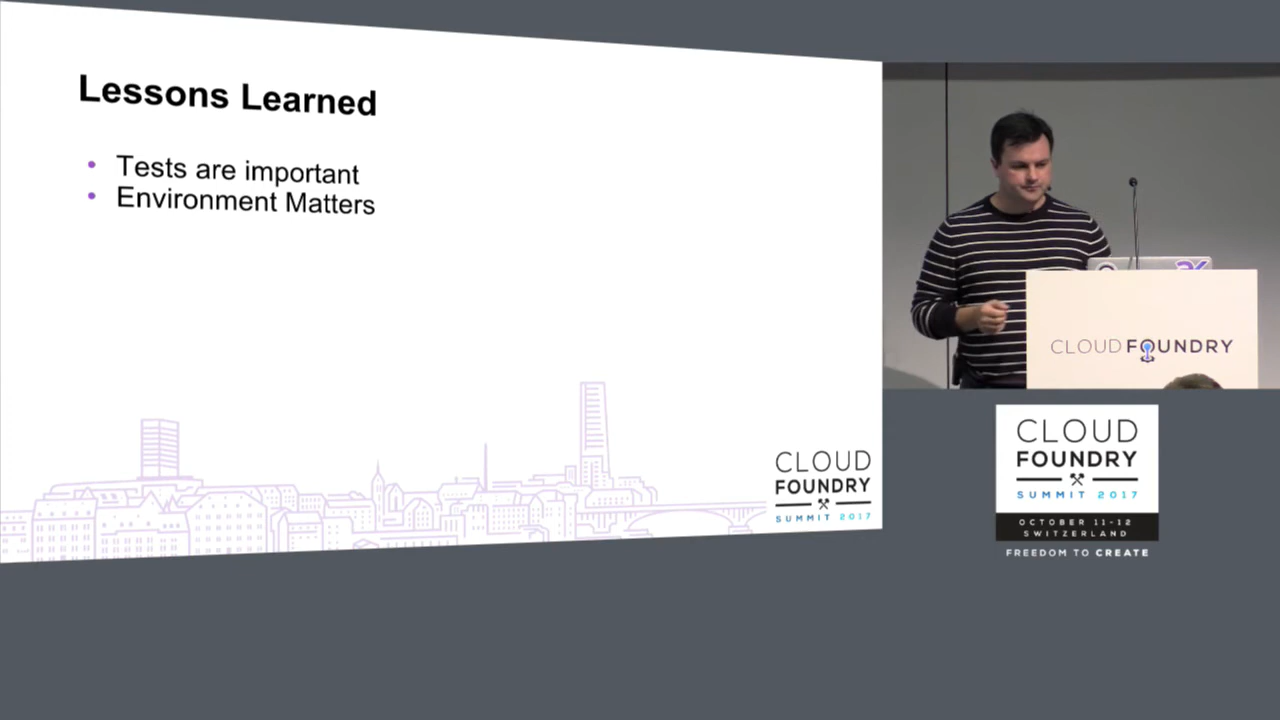 Lessons Learned
• Tests are important
• Environment Matters
CLOUD
FOUNDRY
SUMMIT 2017
CLOUD FOUNDRY
CLOUD
FOUNDRY
SUMMIT 2017
OCTOBER 11-12
SWITZERLAND
FREEDOM TO CREATE